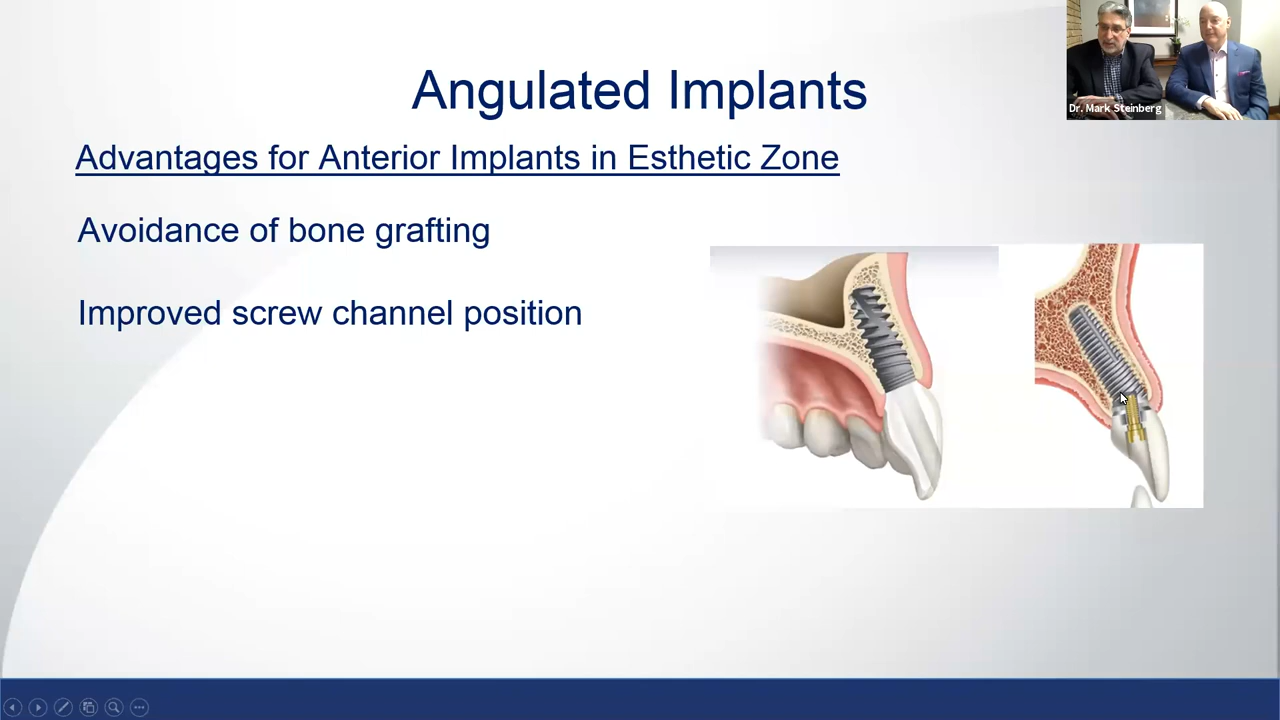 Angulated Implants
Dr. Mark Steinberg
Advantages for Anterior Implants in Esthetic Zone
Avoidance of bone grafting
Improved screw channel position